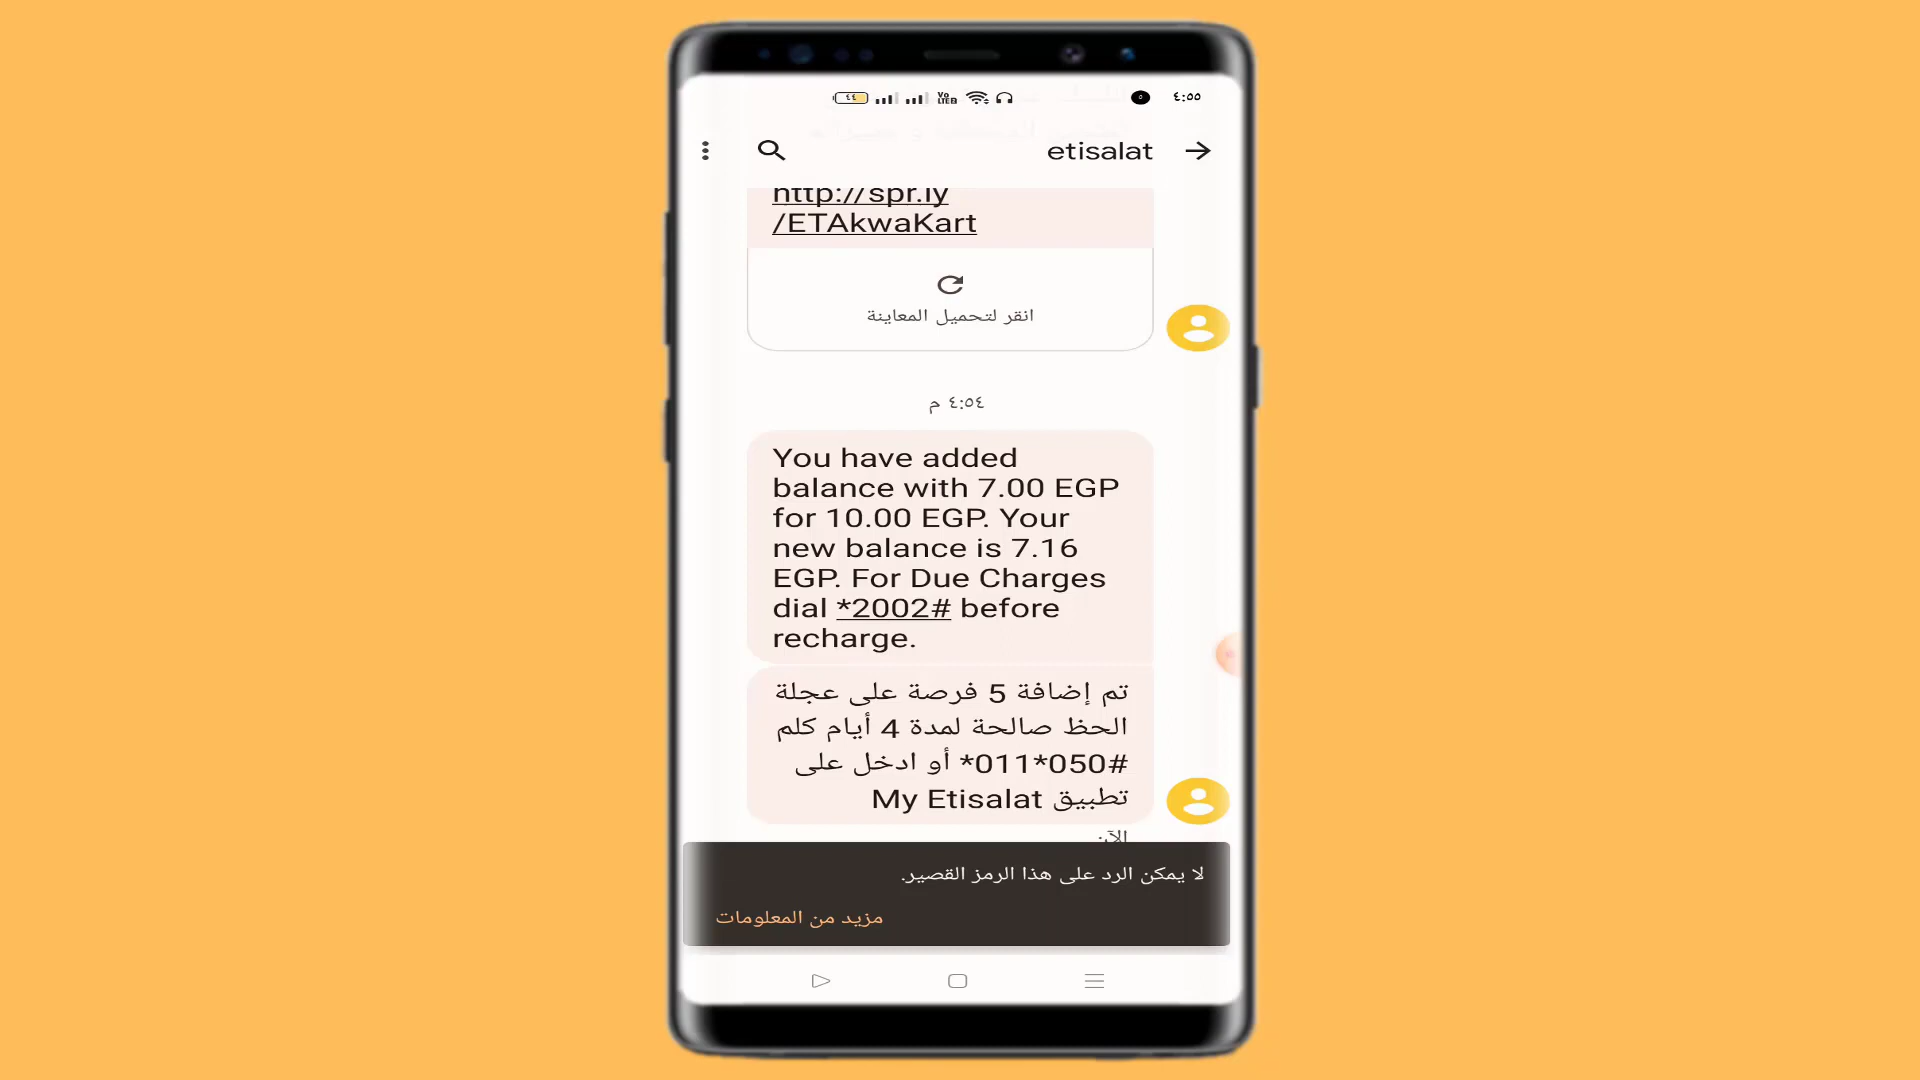 ٤:٥٥
٤٤
Vo
LTE2
etisalat
http://spr.ly
/ETAkwaKart
انقر لتحميل المعاينة
٤:٥٤ م
You have added
balance with 7.00 EGP
for 10.00 EGP. Your
new balance is 7.16
EGP. For Due Charges
dial *2002# before
recharge.
تم إضافة 5 فرصة على عجلة
الحظ صالحة لمدة 4 أيام كلم
#050*011* أو ادخل على
تطبيق My Etisalat
الآن
لا يمكن الرد على هذا الرمز القصير.
مزيد من المعلومات